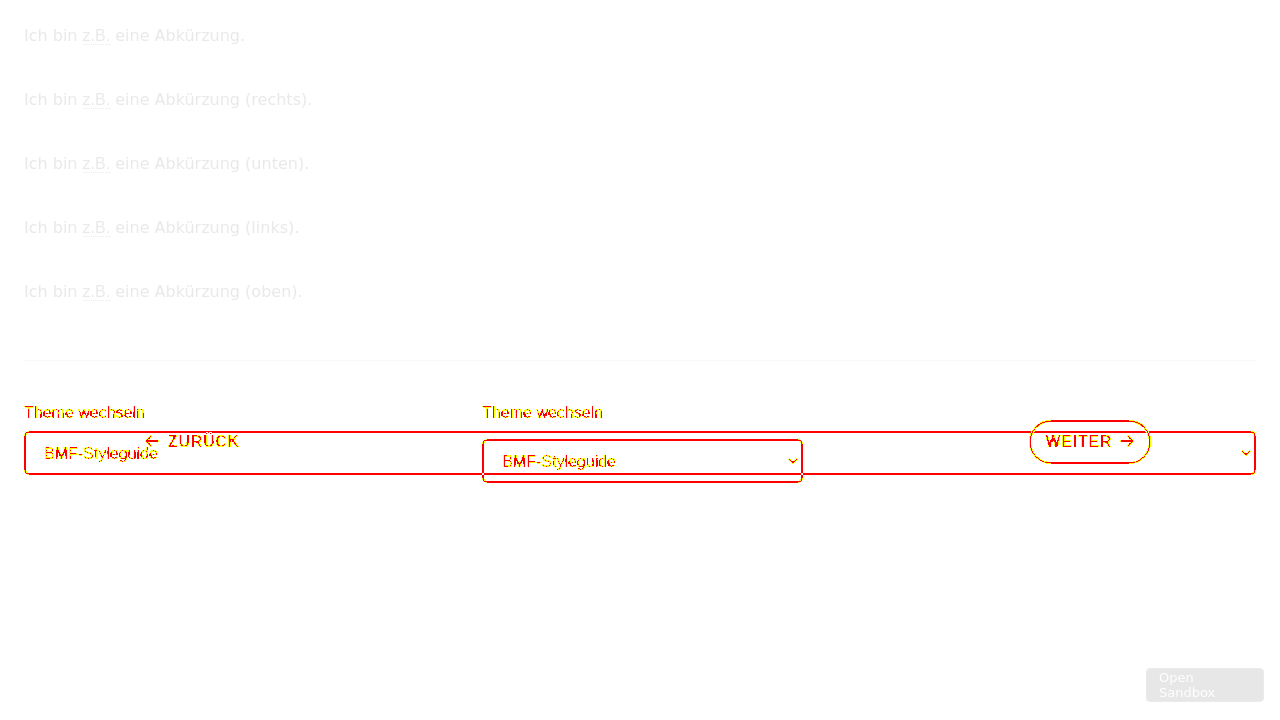 Ich bin z.B. eine Abkürzung.
Ich bin z.B. eine Abkürzung (rechts).
Ich bin z.B. eine Abkürzung (unten).
Ich bin z.B. eine Abkürzung (links).
Ich bin z.B. eine Abkürzung (oben).
Theme wechseln
Theme wechseln
← ZURÜCK
WEITER →
BMF-Styleguide
BMF-Styleguide
Open
Sandbox